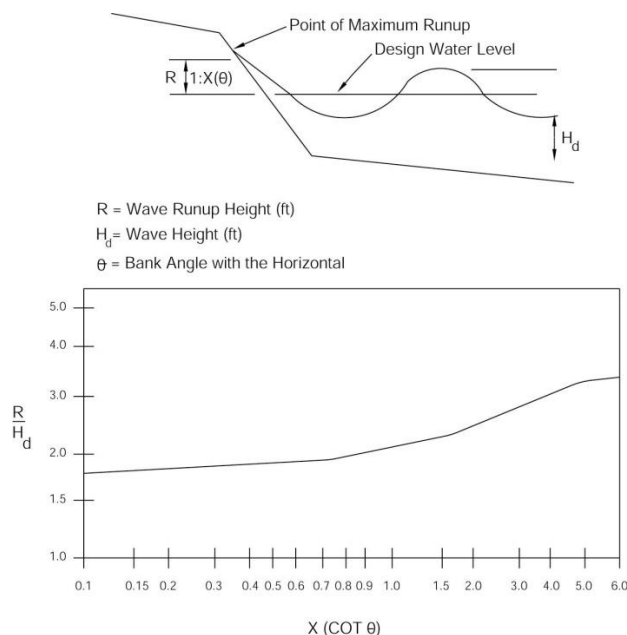 Point of Maximum Runup
Design Water Level
R 1:X(θ)
H d
R = Wave Runup Height (ft)
H d = Wave Height (ft)
θ = Bank Angle with the Horizontal
5.0
4.0
3.0
R
H d
2.0
1.5
1.0
0.1 0.15 0.2 0.3 0.4 0.5 0.6 0.7 0.8 0.9 1.0 1.5 2.0 3.0 4.0 5.0 6.0
X (COT θ)